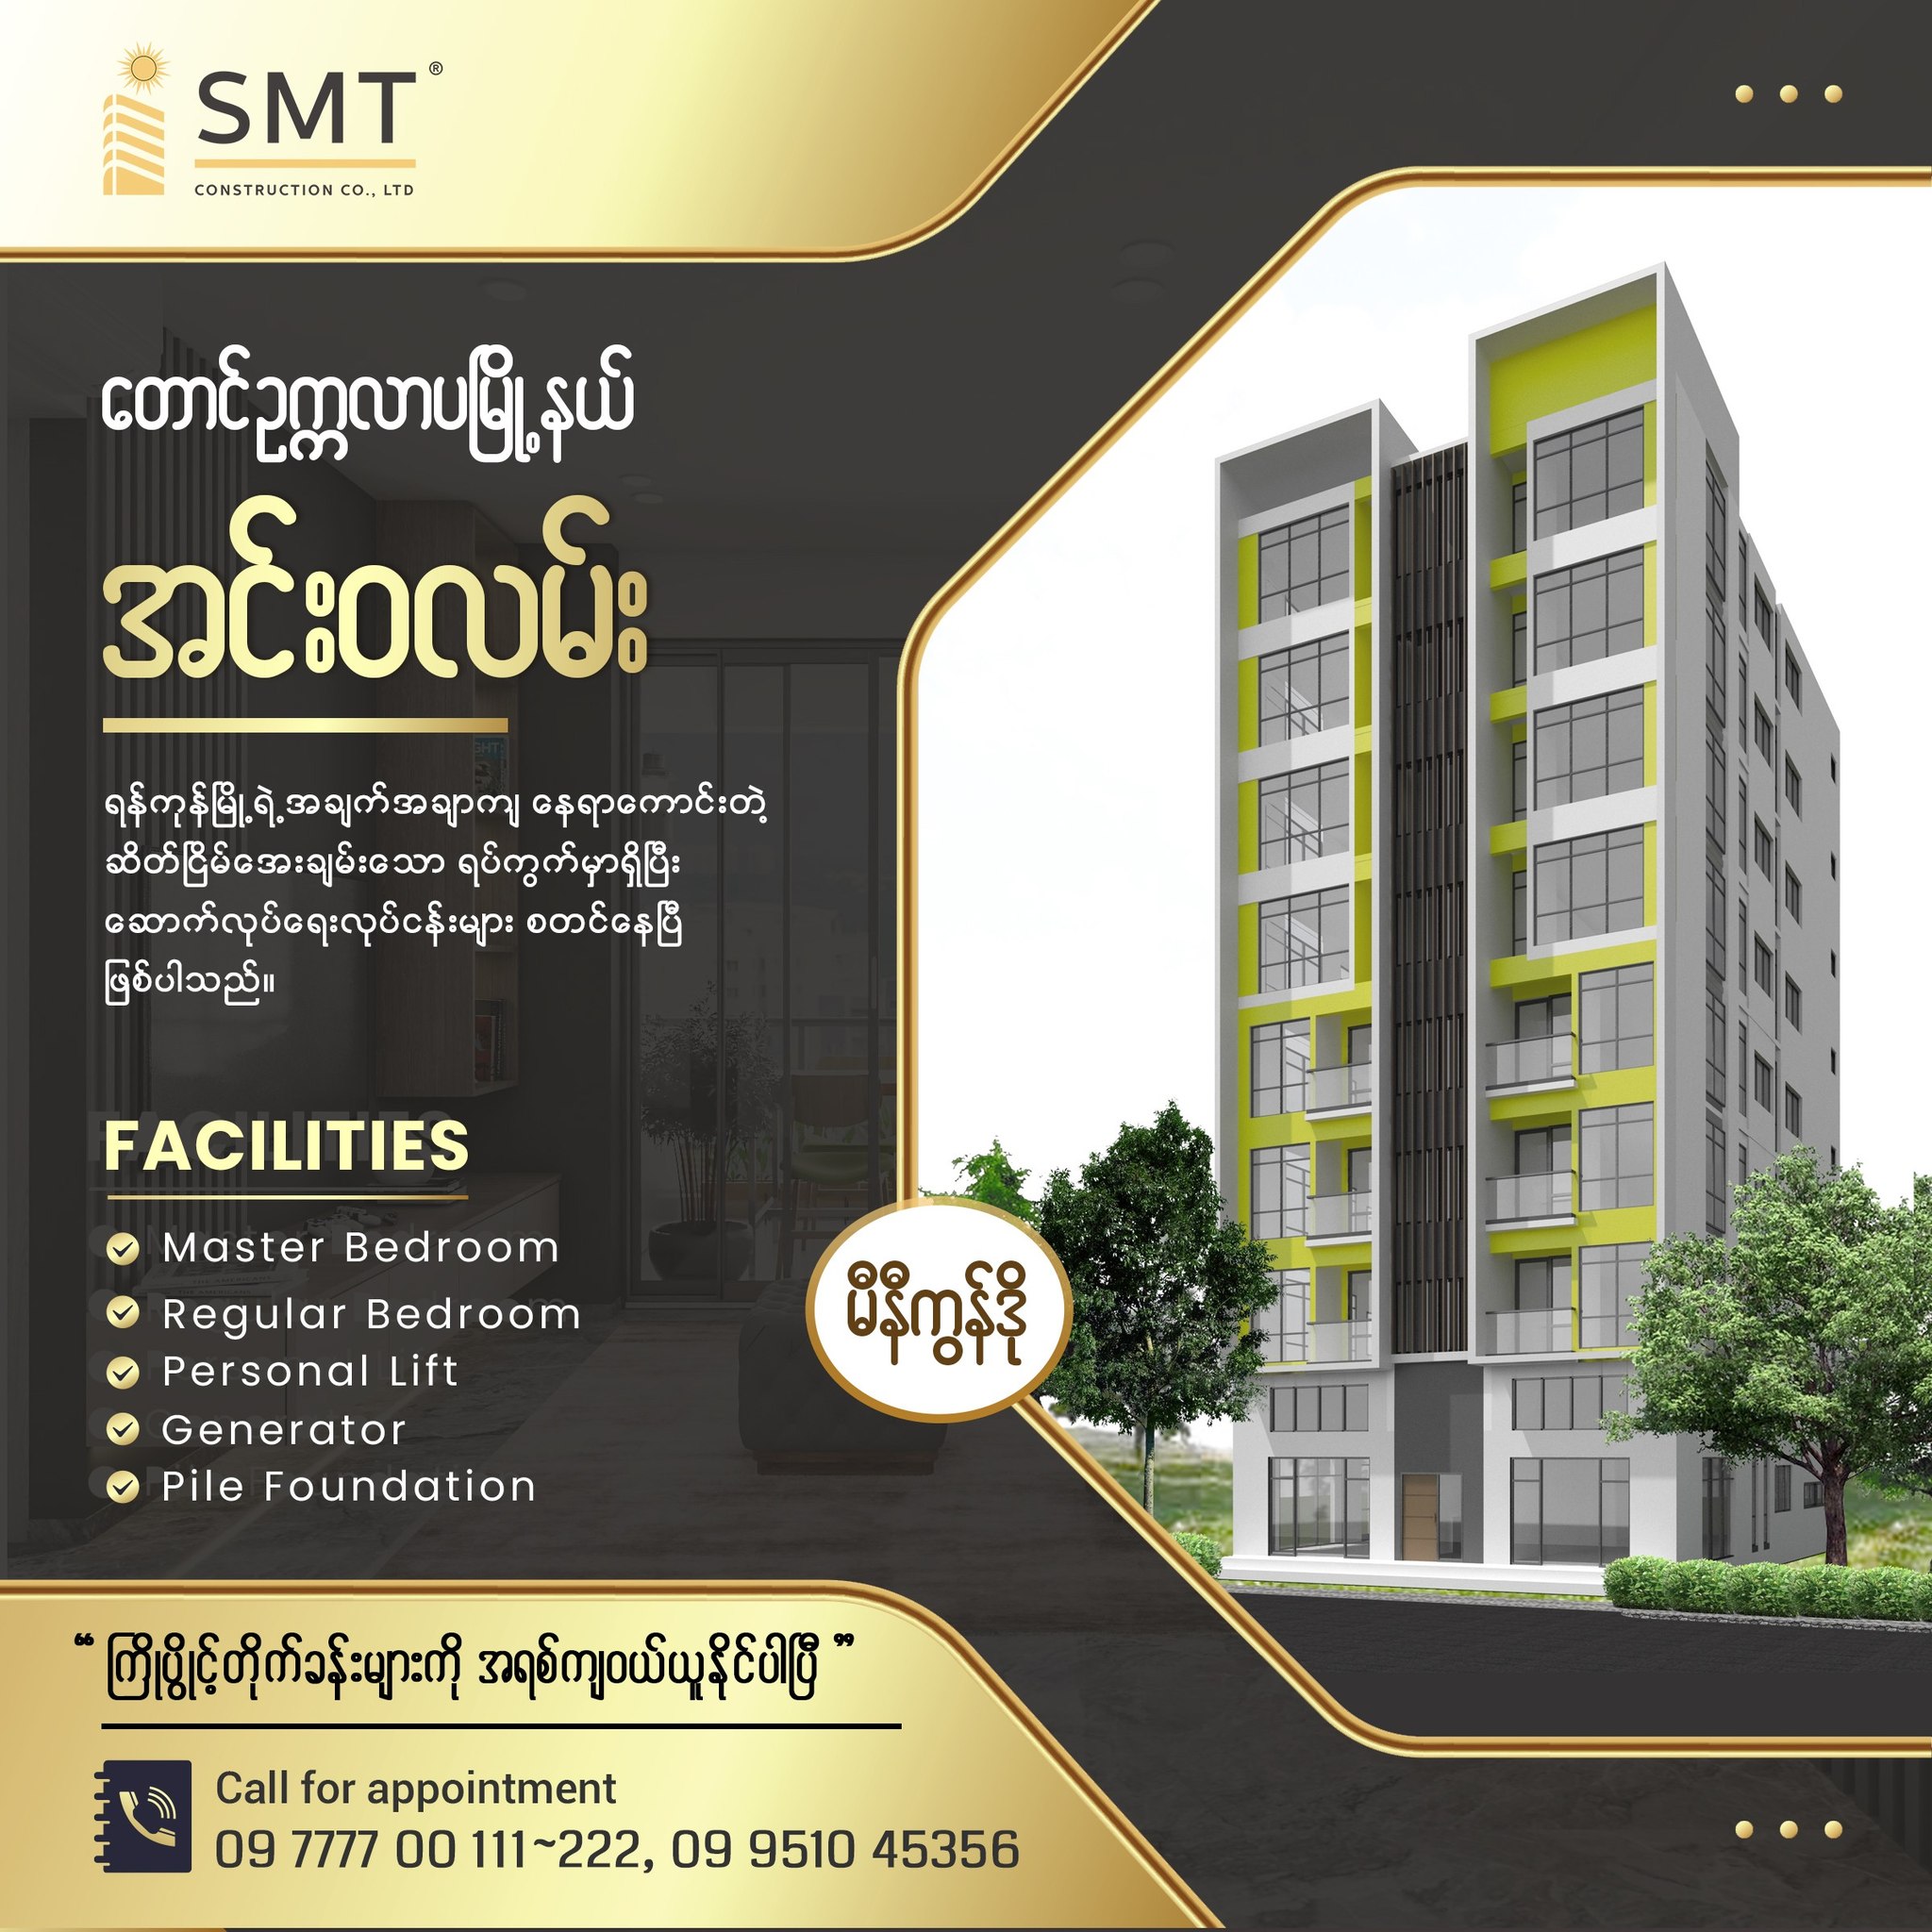 SMT ®
CONSTRUCTION CO., LTD
တောင်ဥက္ကလာပမြို့နယ်
အင်းဝလမ်း
ရန်ကုန်မြို့ရဲ့အချက်အချာကျ နေရာကောင်းတဲ့
ဆိတ်ငြိမ်အေးချမ်းသော ရပ်ကွက်မှာရှိပြီး
ဆောက်လုပ်ရေးလုပ်ငန်းများ စတင်နေပြီ
ဖြစ်ပါသည်။
FACILITIES
Master Bedroom
Regular Bedroom
Personal Lift
Generator
Pile Foundation
မီနီကွန်ဒို
“ ကြိုပွိုင့်တိုက်ခန်းများကို အရစ်ကျဝယ်ယူနိုင်ပါပြီ ”
Call for appointment
09 7777 00 111~222, 09 9510 45356